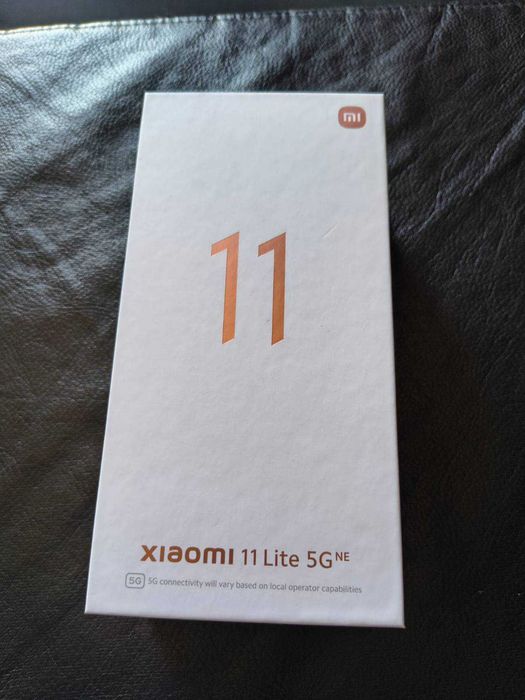 mi
11
xiaomi 11 Lite 5G NE
5G 5G connectivity will vary based on local operator capabilities